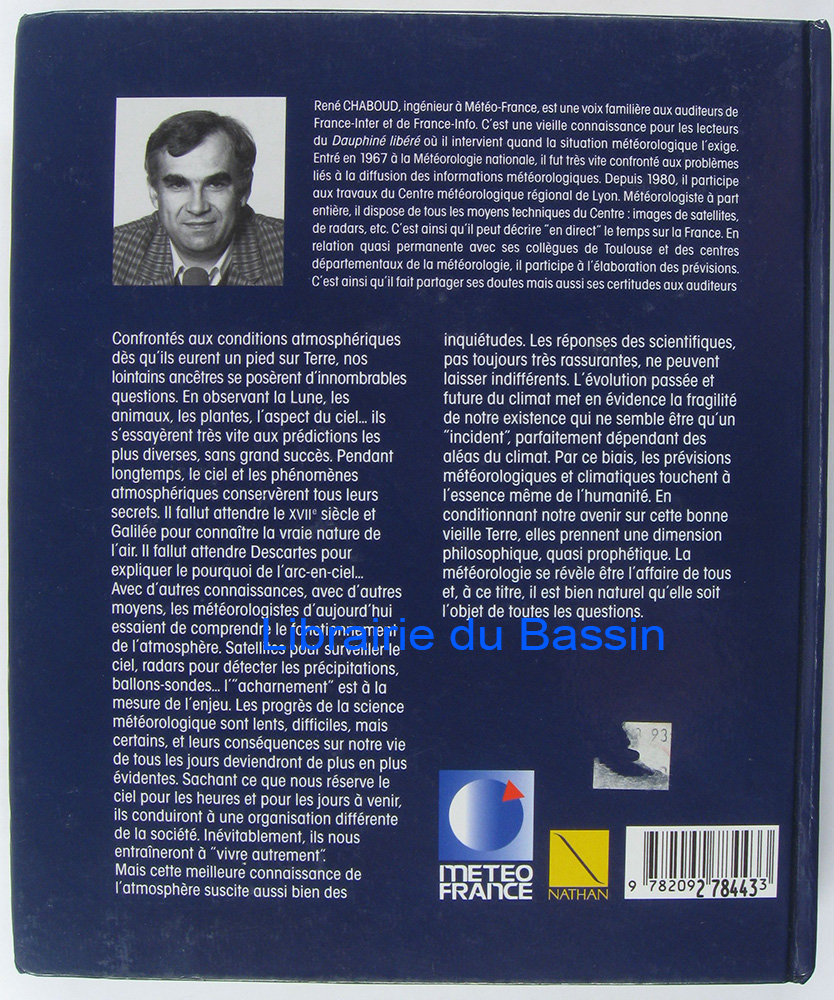 René CHABOUD, ingénieur à Météo-France, est une voix familière aux auditeurs de
France-Inter et de France-Info. C'est une vieille connaissance pour les lecteurs
du Dauphiné libéré où il intervient quand la situation météorologique l'exige.
Entré en 1967 à la Météorologie nationale, il fut très vite confronté aux problèmes
liés à la diffusion des informations météorologiques. Depuis 1980, il participe
aux travaux du Centre météorologique régional de Lyon. Météorologiste à part
entière, il dispose de tous les moyens techniques du Centre : images de satellites,
de radars, etc. C'est ainsi qu'il peut décrire "en direct" le temps sur la France. En
relation quasi permanente avec ses collègues de Toulouse et des centres
départementaux de la météorologie, il participe à l'élaboration des prévisions.
C'est ainsi qu'il fait partager ses doutes mais aussi ses certitudes aux auditeurs
Confrontés aux conditions atmosphériques
dès qu'ils eurent un pied sur Terre, nos
lointains ancêtres se posèrent d'innombrables
questions. En observant la Lune, les
animaux, les plantes, l'aspect du ciel... ils
s'essayèrent très vite aux prédictions les
plus diverses, sans grand succès. Pendant
longtemps, le ciel et les phénomènes
atmosphériques conservèrent tous leurs
secrets. Il fallut attendre le XVIIe siècle et
Galilée pour connaître la vraie nature de
l'air. Il fallut attendre Descartes pour
expliquer le pourquoi de l'arc-en-ciel...
Avec d'autres connaissances, avec d'autres
moyens, les météorologistes d'aujourd'hui
essaient de comprendre le fonctionnement
de l'atmosphère. Satellites pour surveiller le
ciel, radars pour détecter les précipitations,
ballons-sondes... l'"acharnement" est à la
mesure de l'enjeu. Les progrès de la science
météorologique sont lents, difficiles, mais
certains, et leurs conséquences sur notre vie
de tous les jours deviendront de plus en plus
évidentes. Sachant ce que nous réserve le
ciel pour les heures et pour les jours à venir,
ils conduiront à une organisation différente
de la société. Inévitablement, ils nous
entraîneront à "vivre autrement".
Mais cette meilleure connaissance de
l'atmosphère suscite aussi bien des
inquiétudes. Les réponses des scientifiques,
pas toujours très rassurantes, ne peuvent
laisser indifférents. L'évolution passée et
future du climat met en évidence la fragilité
de notre existence qui ne semble être qu'un
"incident", parfaitement dépendant des
aléas du climat. Par ce biais, les prévisions
météorologiques et climatiques touchent à
l'essence même de l'humanité. En
conditionnant notre avenir sur cette bonne
vieille Terre, elles prennent une dimension
philosophique, quasi prophétique. La
météorologie se révèle être l'affaire de tous
et, à ce titre, il est bien naturel qu'elle soit
l'objet de toutes les questions.
Librairie du Bassin
93
METEO
FRANCE
NATHAN
9 782092 784433